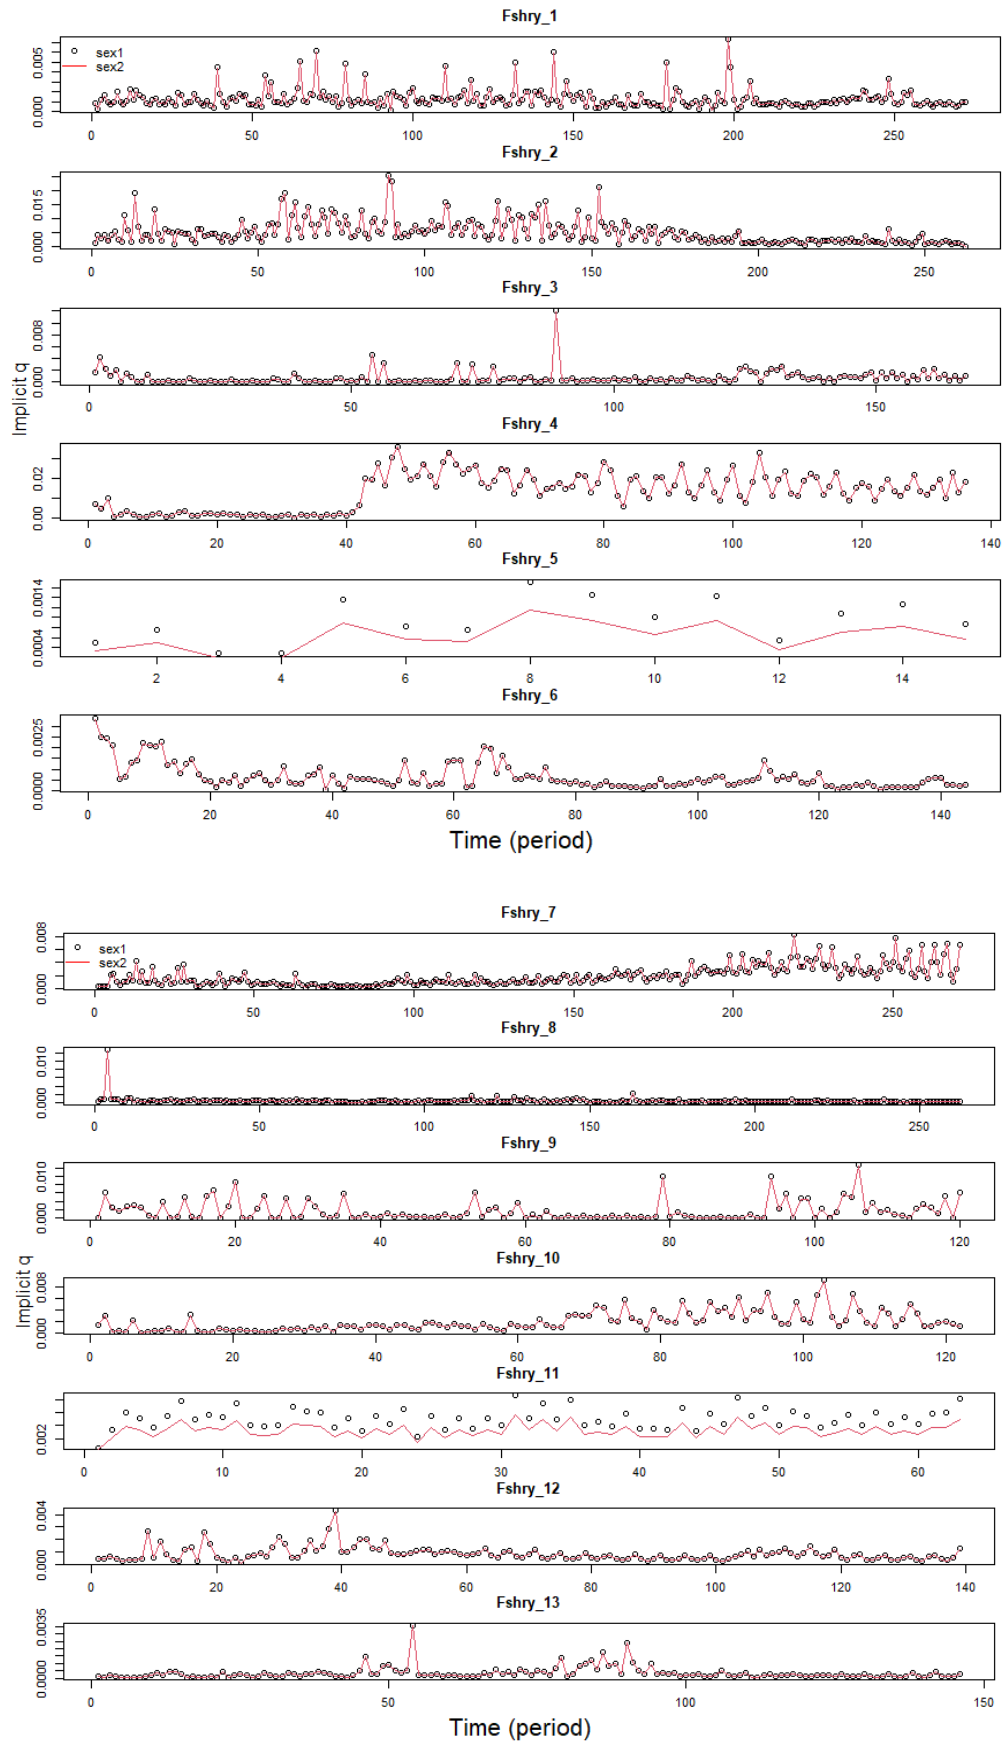 Fshry_1
sex1
sex2
0.000 0.005
0 50 100 150 200 250
Fshry_2
0.000 0.015
0 50 100 150 200 250
Fshry_3
0.000 0.008
0 50 100 150
Implicit q
Fshry_4
0.00 0.02
0 20 40 60 80 100 120 140
Fshry_5
0.0004 0.0014
2 4 6 8 10 12 14
Fshry_6
0.0000 0.0025
0 20 40 60 80 100 120 140
Time (period)
Fshry_7
sex1
sex2
0.000 0.008
0 50 100 150 200 250
Fshry_8
0.000 0.010
0 50 100 150 200 250
Fshry_9
0.000 0.010
0 20 40 60 80 100 120
Implicit q
Fshry_10
0.000 0.008
0 20 40 60 80 100 120
Fshry_11
0.002
0 10 20 30 40 50 60
Fshry_12
0.000 0.004
0 20 40 60 80 100 120 140
Fshry_13
0.0000 0.0035
0 50 100 150
Time (period)